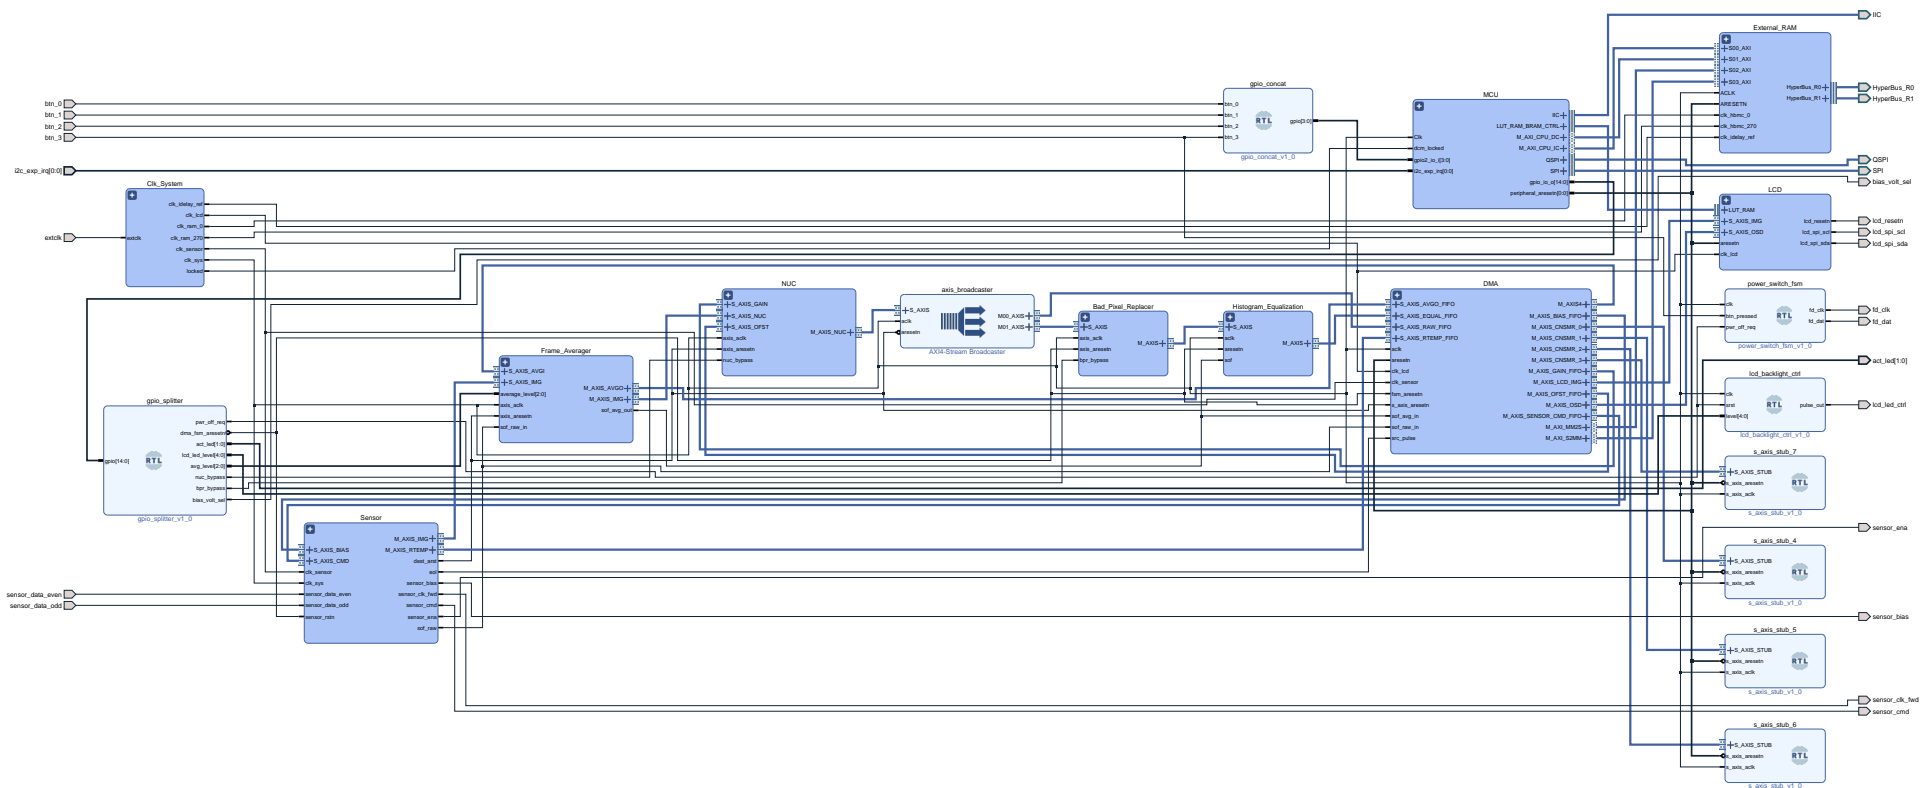 IIC
External_RAM
S00_AXI
S01_AXI
S02_AXI
S03_AXI
ACLK
ARESETN
clk_hbmc_0
clk_hbmc_270
clk_idelay_ref
HyperBus_R0
HyperBus_R1
HyperBus_R0
HyperBus_R1
btn_0
btn_1
btn_2
btn_3
i2c_exp_irq[0:0]
gpio_concat
btn_0
btn_1
btn_2
btn_3
RTL
gpio[3:0]
gpio_concat_v1_0
MCU
Clk
dcm_locked
gpio2_io_i[3:0]
i2c_exp_irq[0:0]
IIC
LUT_RAM_BRAM_CTRL
M_AXI_CPU_DC
M_AXI_CPU_IC
QSPI
SPI
gpio_io_o[14:0]
peripheral_aresetn[0:0]
QSPI
SPI
bias_volt_sel
Clk_System
extclk
extclk
clk_idelay_ref
clk_lcd
clk_ram_0
clk_ram_270
clk_sensor
clk_sys
locked
LCD
LUT_RAM
S_AXIS_IMG
S_AXIS_OSD
aresetn
clk_lcd
lcd_resetn
lcd_spi_scl
lcd_spi_sda
lcd_resetn
lcd_spi_scl
lcd_spi_sda
NUC
S_AXIS_GAIN
S_AXIS_NUC
S_AXIS_OFST
axis_aclk
axis_aresetn
nuc_bypass
M_AXIS_NUC
axis_broadcaster
S_AXIS
aclk
aresetn
M00_AXIS
M01_AXIS
AXI4-Stream Broadcaster
Bad_Pixel_Replacer
S_AXIS
axis_aclk
axis_aresetn
bpr_bypass
M_AXIS
Histogram_Equalization
S_AXIS
aclk
aresetn
sof
M_AXIS
DMA
S_AXIS_AVGO_FIFO
S_AXIS_EQUAL_FIFO
S_AXIS_RAW_FIFO
S_AXIS_RTEMP_FIFO
aclk
aresetn
clk_lcd
clk_sensor
fsm_aresetn
s_axis_aresetn
sof_avg_in
sof_raw_in
src_pulse
M_AXIS4
M_AXIS_BIAS_FIFO
M_AXIS_CNSMR_0
M_AXIS_CNSMR_1
M_AXIS_CNSMR_2
M_AXIS_CNSMR_3
M_AXIS_GAIN_FIFO
M_AXIS_LCD_IMG
M_AXIS_OFST_FIFO
M_AXIS_OSD
M_AXIS_SENSOR_CMD_FIFO
M_AXI_MM2S
M_AXI_S2MM
power_switch_fsm
clk
btn_pressed
pwr_off_req
RTL
fd_clk
fd_dat
power_switch_fsm_v1_0
fd_clk
fd_dat
act_led[1:0]
Frame_Averager
S_AXIS_AVGI
S_AXIS_IMG
average_level[2:0]
axis_aclk
axis_aresetn
sof_raw_in
M_AXIS_AVGO
M_AXIS_IMG
sof_avg_out
lcd_backlight_ctrl
clk
arst
level[4:0]
RTL
pulse_out
lcd_backlight_ctrl_v1_0
lcd_led_ctrl
gpio_splitter
gpio[14:0]
RTL
pwr_off_req
dma_fsm_aresetn
act_led[1:0]
lcd_led_level[4:0]
avg_level[2:0]
nuc_bypass
bpr_bypass
bias_volt_sel
gpio_splitter_v1_0
s_axis_stub_7
S_AXIS_STUB
s_axis_aresetn
s_axis_aclk
RTL
s_axis_stub_v1_0
Sensor
S_AXIS_BIAS
S_AXIS_CMD
clk_sensor
clk_sys
sensor_data_even
sensor_data_odd
sensor_rstn
M_AXIS_IMG
M_AXIS_RTEMP
dest_arst
eol
sensor_bias
sensor_clk_fwd
sensor_cmd
sensor_ena
sof_raw
sensor_data_even
sensor_data_odd
sensor_ena
s_axis_stub_4
S_AXIS_STUB
s_axis_aresetn
s_axis_aclk
RTL
s_axis_stub_v1_0
sensor_bias
s_axis_stub_5
S_AXIS_STUB
s_axis_aresetn
s_axis_aclk
RTL
s_axis_stub_v1_0
sensor_clk_fwd
sensor_cmd
s_axis_stub_6
S_AXIS_STUB
s_axis_aresetn
s_axis_aclk
RTL
s_axis_stub_v1_0